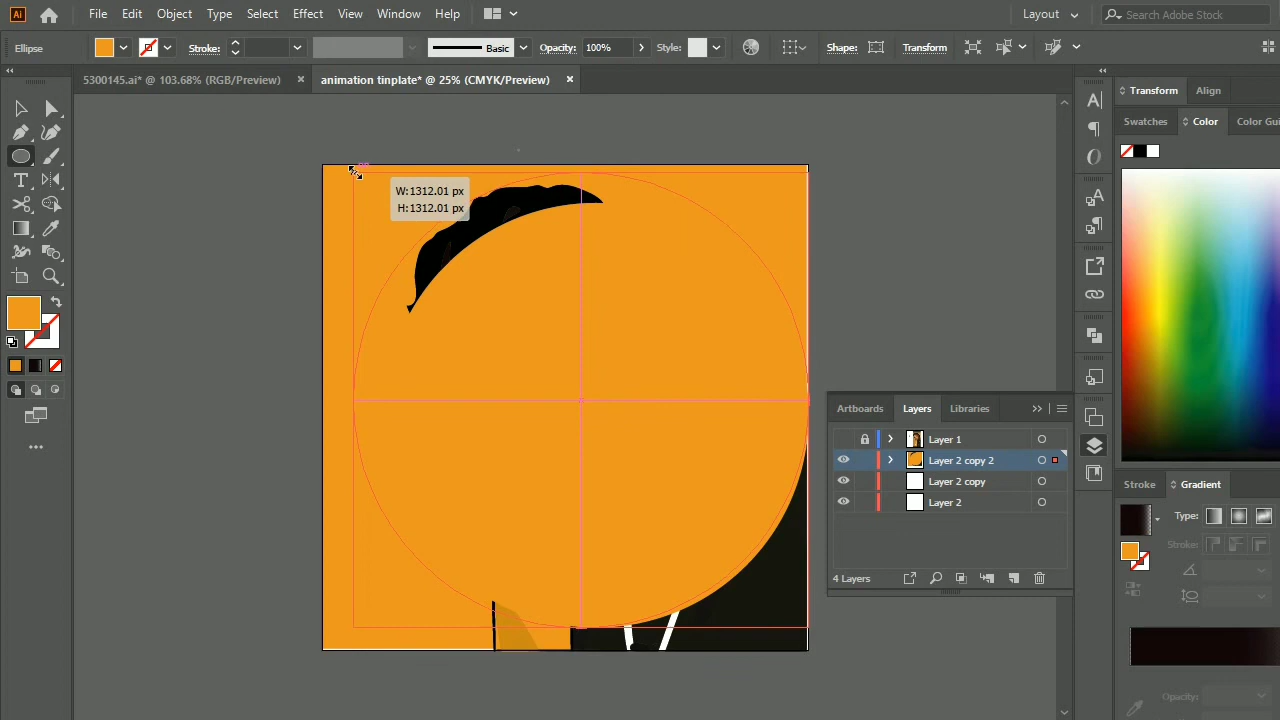 Ai File Edit Object Type Select Effect View Window Help Layout Search Adobe Stock
Ellipse Stroke: Basic Opacity: 100% Style: Shape: Transform
5300145.ai* @ 103.68% (RGB/Preview) × animation tinplate* @ 25% (CMYK/Preview) ×
Transform Align
Swatches Color Color Gui
W:1312.01 px
H:1312.01 px
Artboards Layers Libraries
Layer 1
Layer 2 copy 2
Layer 2 copy
Layer 2
4 Layers
Stroke Gradient
Type:
Stroke:
Opacity: